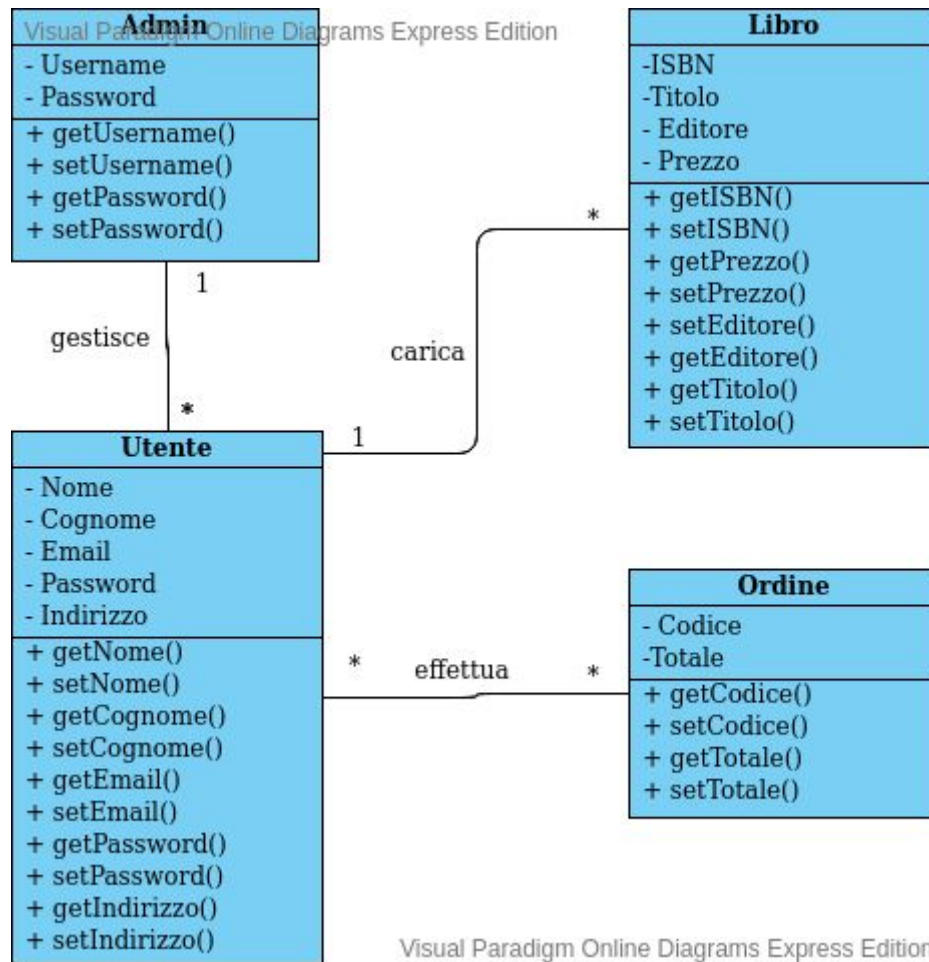 Admin
Visual Paradigm Online Diagrams Express Edition
- Username
- Password
+ getUsername()
+ setUsername()
+ getPassword()
+ setPassword()
1
gestisce
*
Libro
-ISBN
-Titolo
- Editore
- Prezzo
+ getISBN()
+ setISBN()
+ getPrezzo()
+ setPrezzo()
+ setEditore()
+ getEditore()
+ getTitolo()
+ setTitolo()
*
carica
1
Utente
- Nome
- Cognome
- Email
- Password
- Indirizzo
+ getNome()
+ setNome()
+ getCognome()
+ setCognome()
+ getEmail()
+ setEmail()
+ getPassword()
+ setPassword()
+ getIndirizzo()
+ setIndirizzo()
*
effettua
*
Ordine
- Codice
-Totale
+ getCodice()
+ setCodice()
+ getTotale()
+ setTotale()
Visual Paradigm Online Diagrams Express Edition